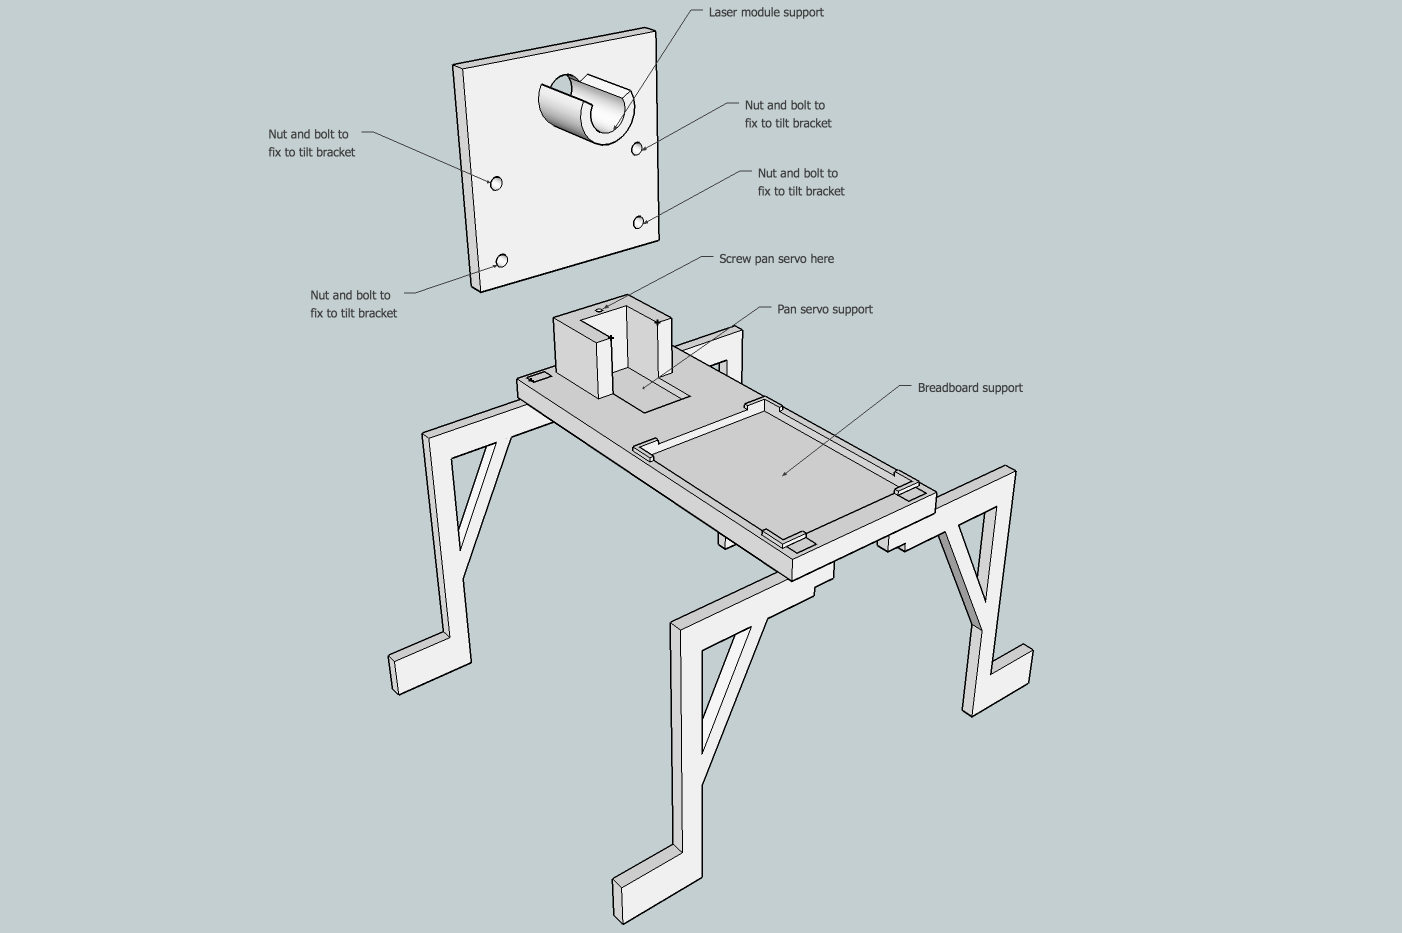 Laser module support
Nut and bolt to
fix to tilt bracket
Nut and bolt to
fix to tilt bracket
Nut and bolt to
fix to tilt bracket
Screw pan servo here
Nut and bolt to
fix to tilt bracket
Pan servo support
Breadboard support